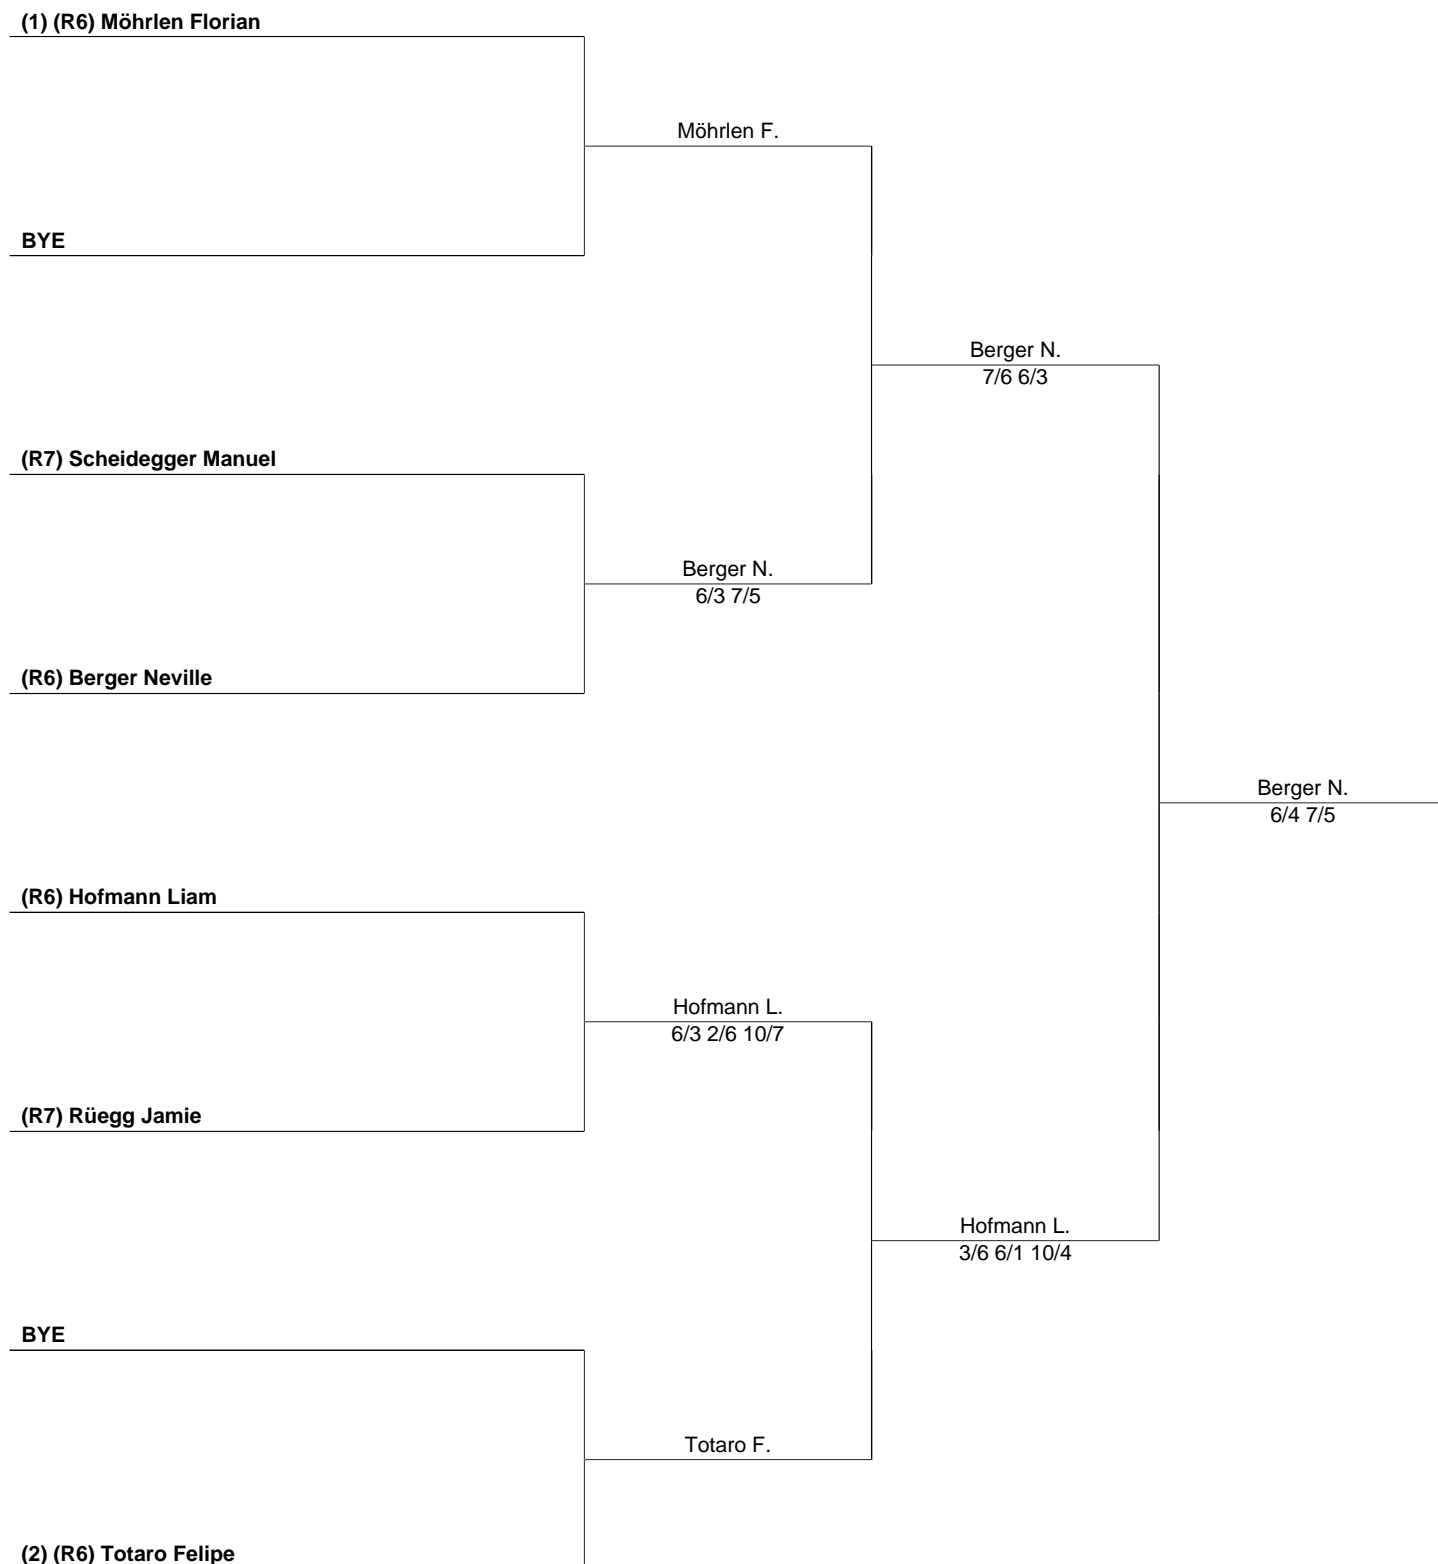 (1) (R6) Möhrlen Florian
Möhrlen F.
BYE
Berger N.
7/6 6/3
(R7) Scheidegger Manuel
Berger N.
6/3 7/5
(R6) Berger Neville
Berger N.
6/4 7/5
(R6) Hofmann Liam
Hofmann L.
6/3 2/6 10/7
(R7) Rüegg Jamie
Hofmann L.
3/6 6/1 10/4
BYE
Totaro F.
(2) (R6) Totaro Felipe